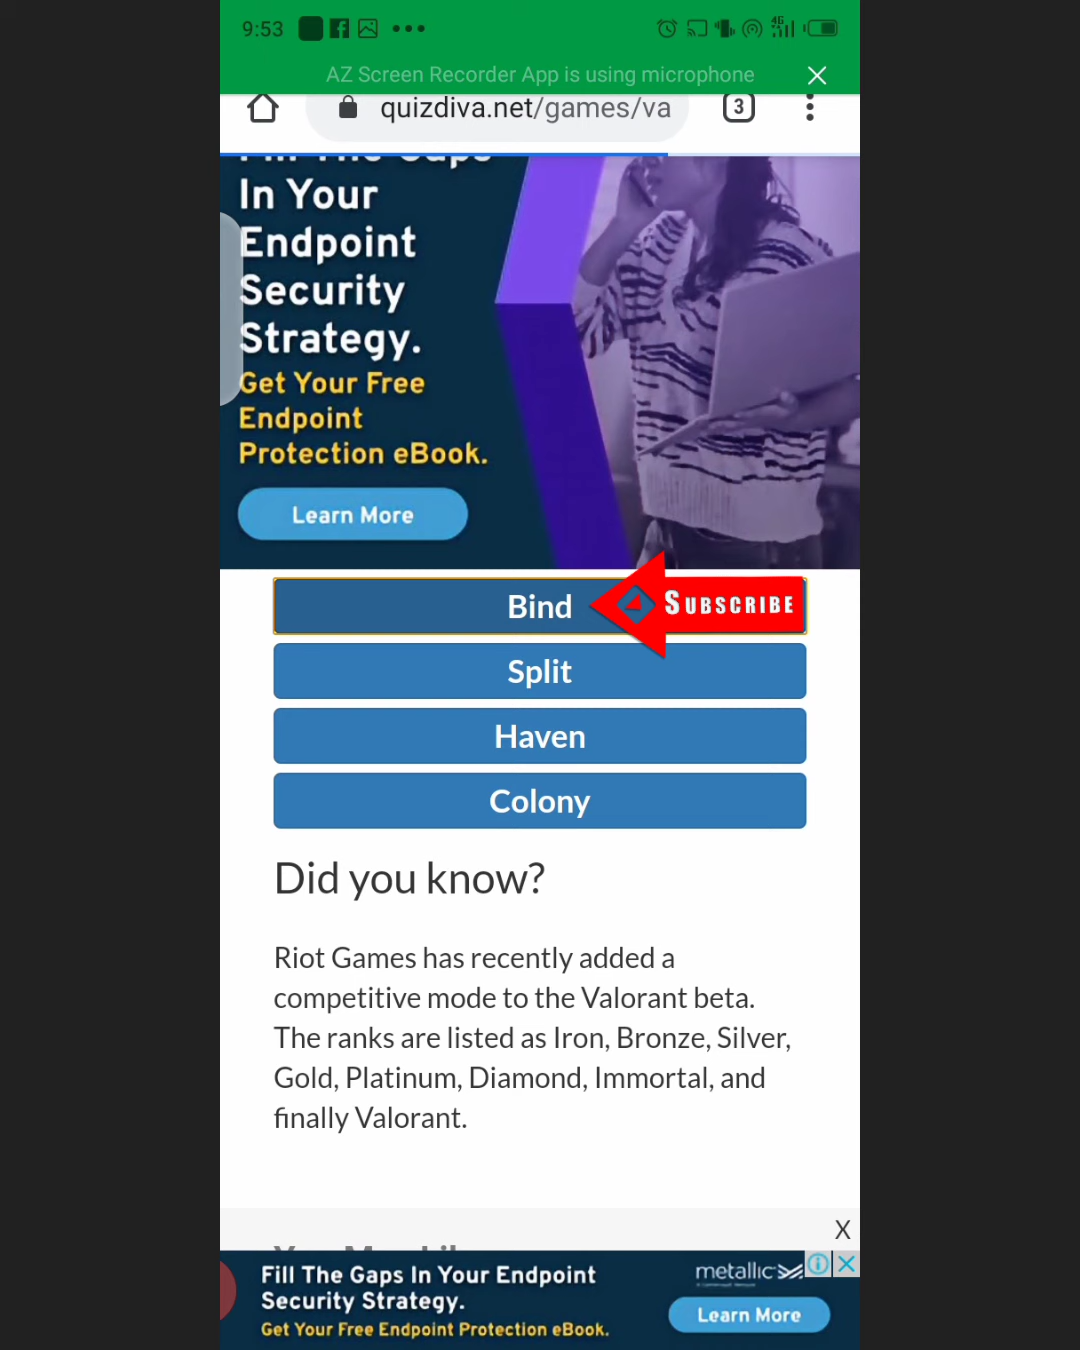 9:53
4G
AZ Screen Recorder App is using microphone
quizdiva.net/games/va
3
Fill The Gaps
In Your
Endpoint
Security
Strategy.
Get Your Free
Endpoint
Protection eBook.
Learn More
Bind
SUBSCRIBE
Split
Haven
Colony
Did you know?
Riot Games has recently added a
competitive mode to the Valorant beta.
The ranks are listed as Iron, Bronze, Silver,
Gold, Platinum, Diamond, Immortal, and
finally Valorant.
X
Fill The Gaps In Your Endpoint
Security Strategy.
Get Your Free Endpoint Protection eBook.
metallic
Learn More